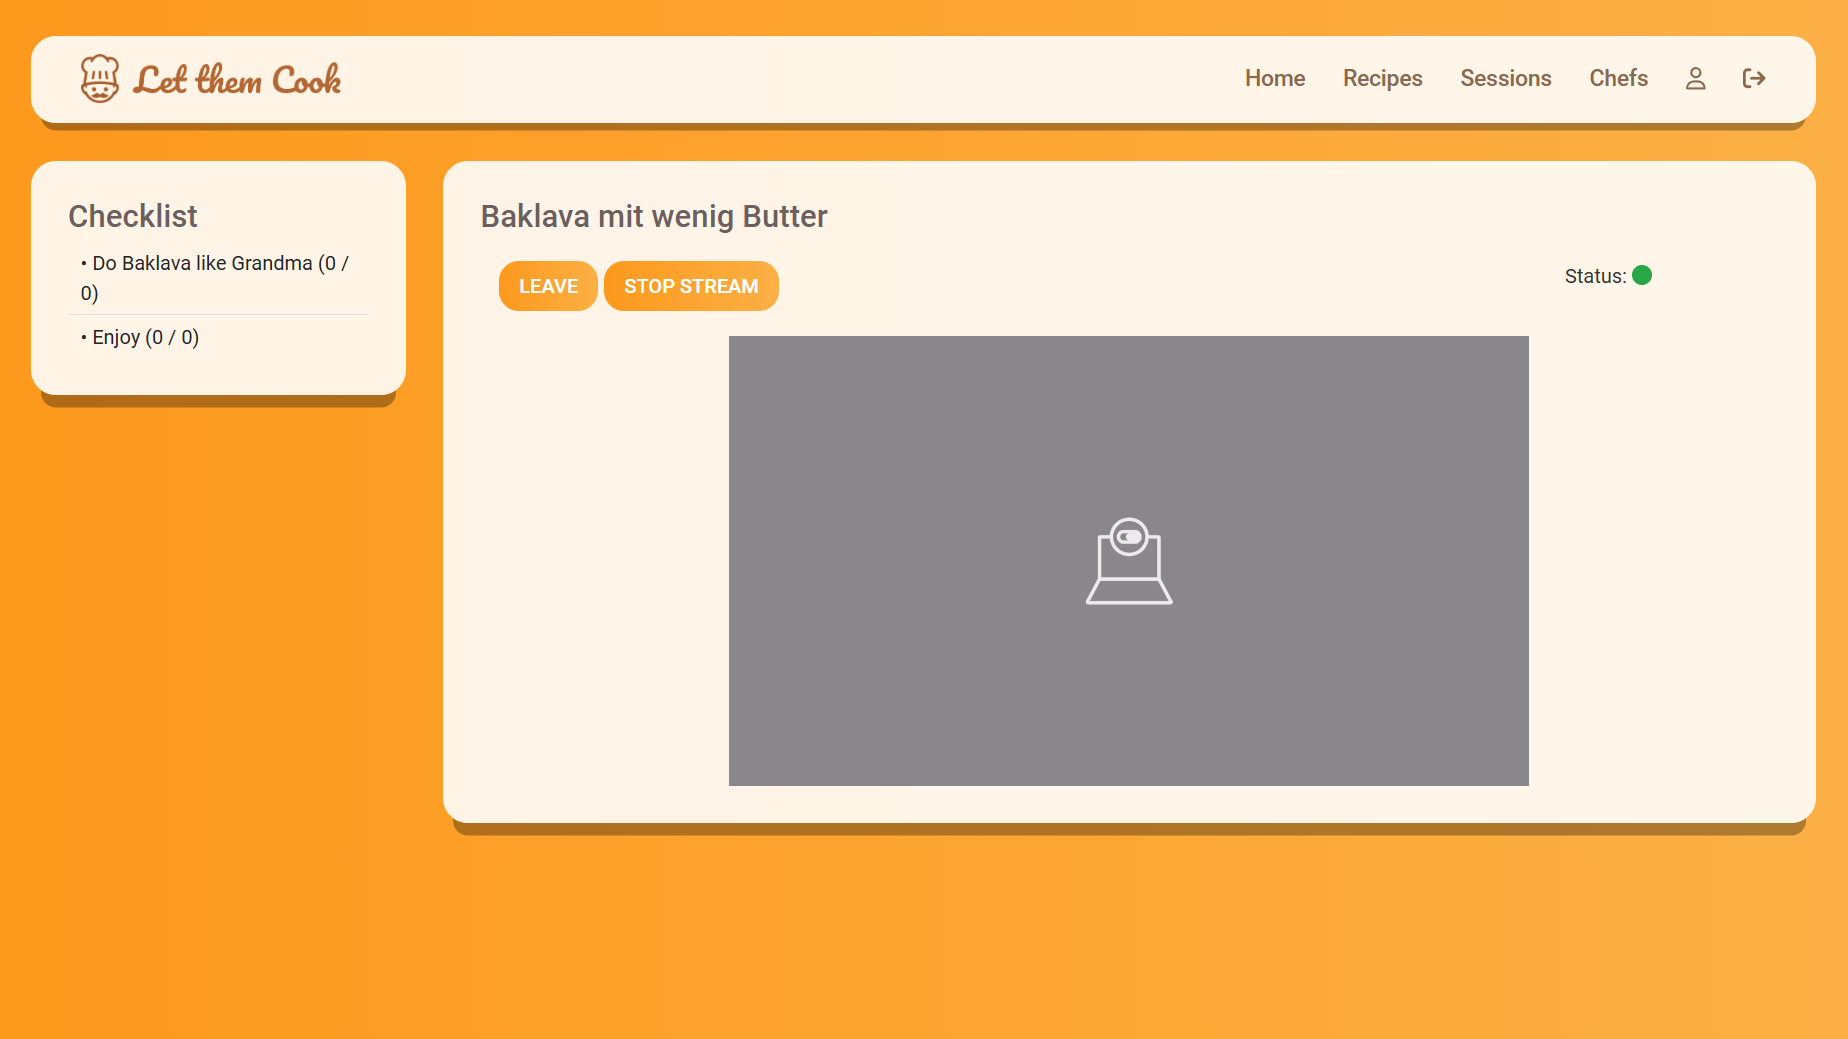 Let them Cook
Home Recipes Sessions Chefs
Checklist
• Do Baklava like Grandma (0 /
0)
• Enjoy (0 / 0)
Baklava mit wenig Butter
LEAVE STOP STREAM
Status: